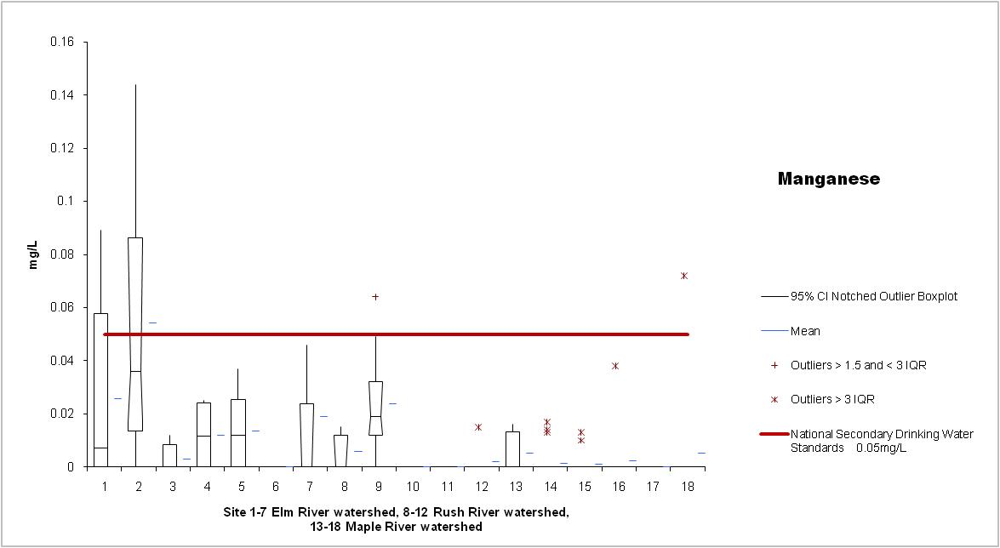 0.16
0.14
0.12
0.1
0.08
0.06
0.04
0.02
0
mg/L
1 2 3 4 5 6 7 8 9 10 11 12 13 14 15 16 17 18
Site 1-7 Elm River watershed, 8-12 Rush River watershed,
13-18 Maple River watershed
Manganese
95% CI Notched Outlier Boxplot
Mean
Outliers > 1.5 and < 3 IQR
Outliers > 3 IQR
National Secondary Drinking Water
Standards 0.05mg/L